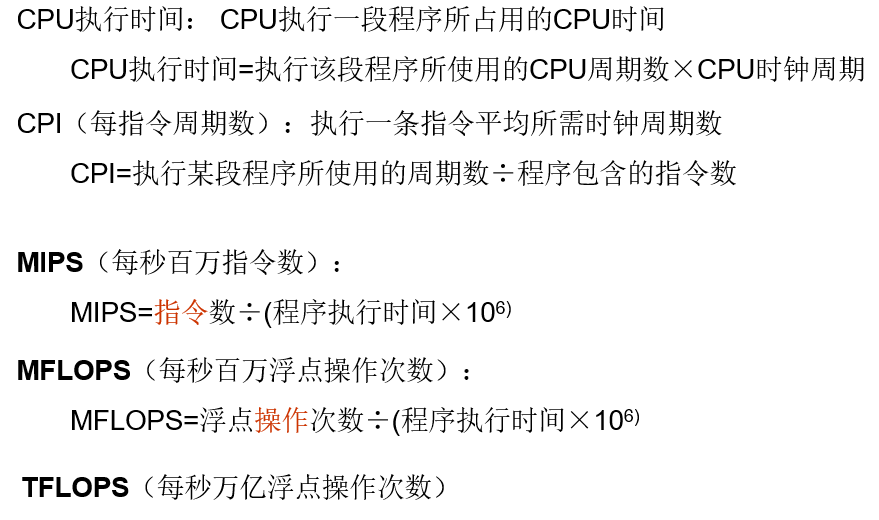 CPU执行时间： CPU执行一段程序所占用的CPU时间
CPU执行时间=执行该段程序所使用的CPU周期数×CPU时钟周期
CPI（每指令周期数）：执行一条指令平均所需时钟周期数
CPI=执行某段程序所使用的周期数÷程序包含的指令数
MIPS（每秒百万指令数）：
MIPS=指令数÷(程序执行时间×10⁶⁾
MFLOPS（每秒百万浮点操作次数）：
MFLOPS=浮点操作次数÷(程序执行时间×10⁶⁾
TFLOPS（每秒万亿浮点操作次数）